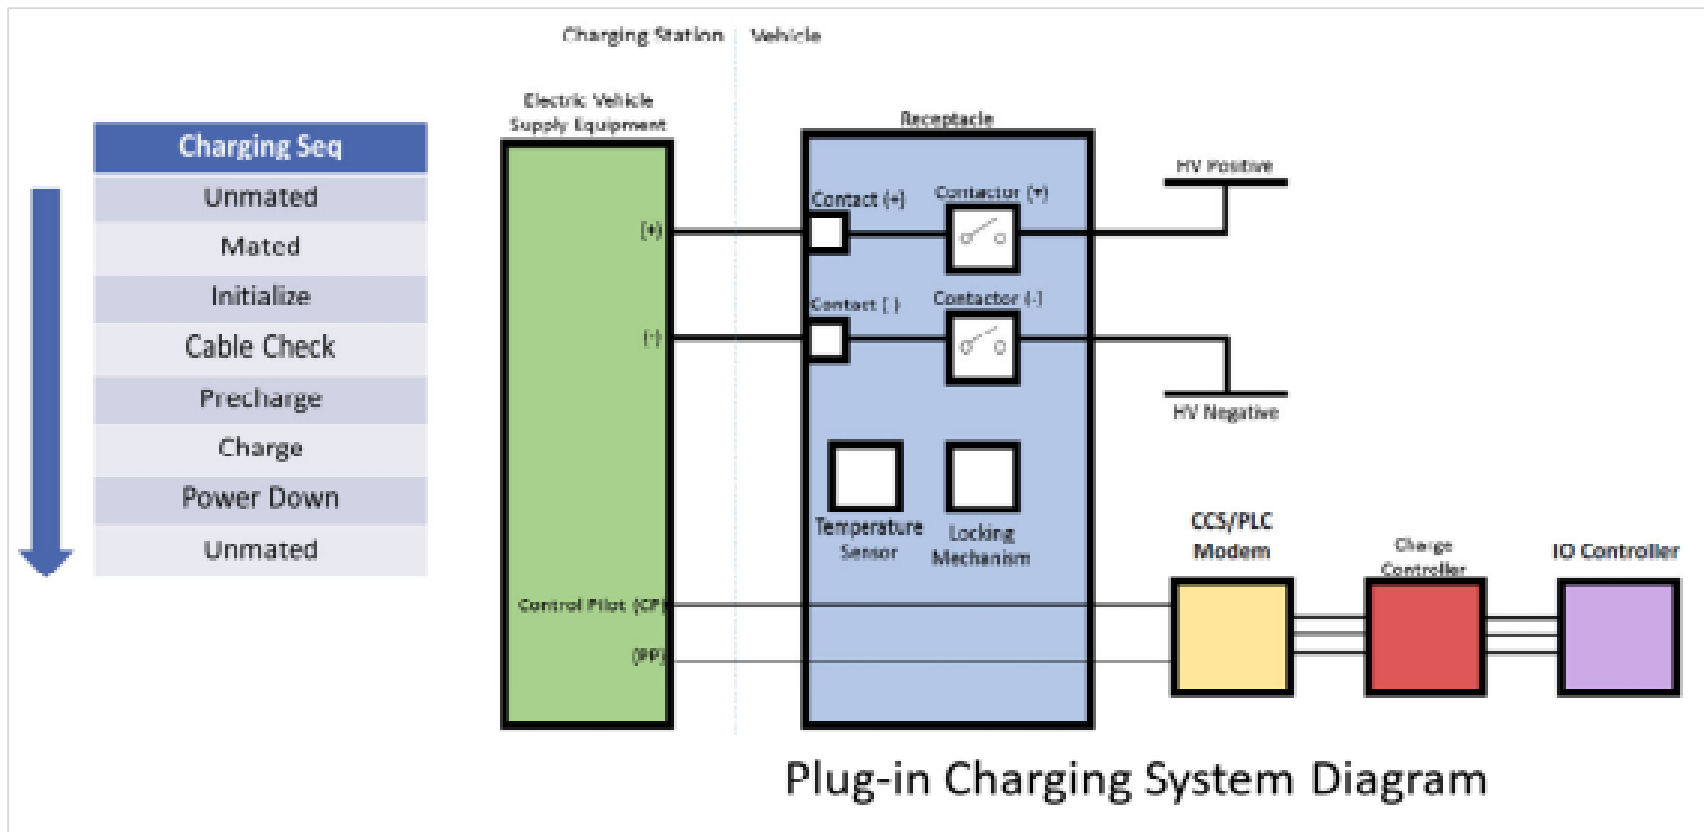 Charging Station
Vehicle
Charging Seq
Unmated
Mated
Initialize
Cable Check
Precharge
Charge
Power Down
Unmated
Electric Vehicle
Supply Equipment
(+)
(-)
Control Pilot (CP)
(PP)
Receptacle
Contact (+)
Contactor (+)
Contact (-)
Contactor (-)
Temperature
Sensor
Locking
Mechanism
HV Positive
HV Negative
CCS/PLC
Modem
Charge
Controller
IO Controller
Plug-in Charging System Diagram